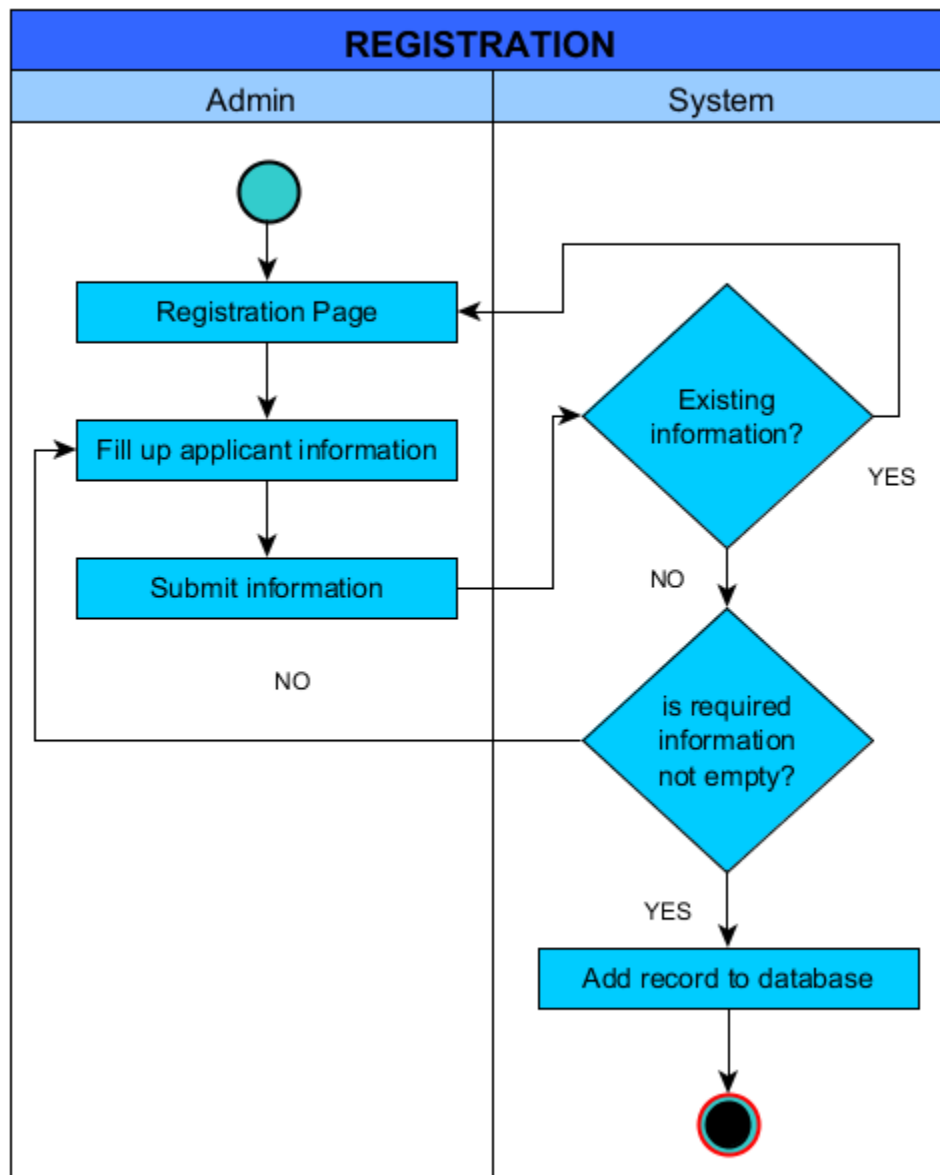 REGISTRATION
Admin
System
Registration Page
Existing
information?
YES
Fill up applicant information
Submit information
NO
NO
is required
information
not empty?
YES
Add record to database